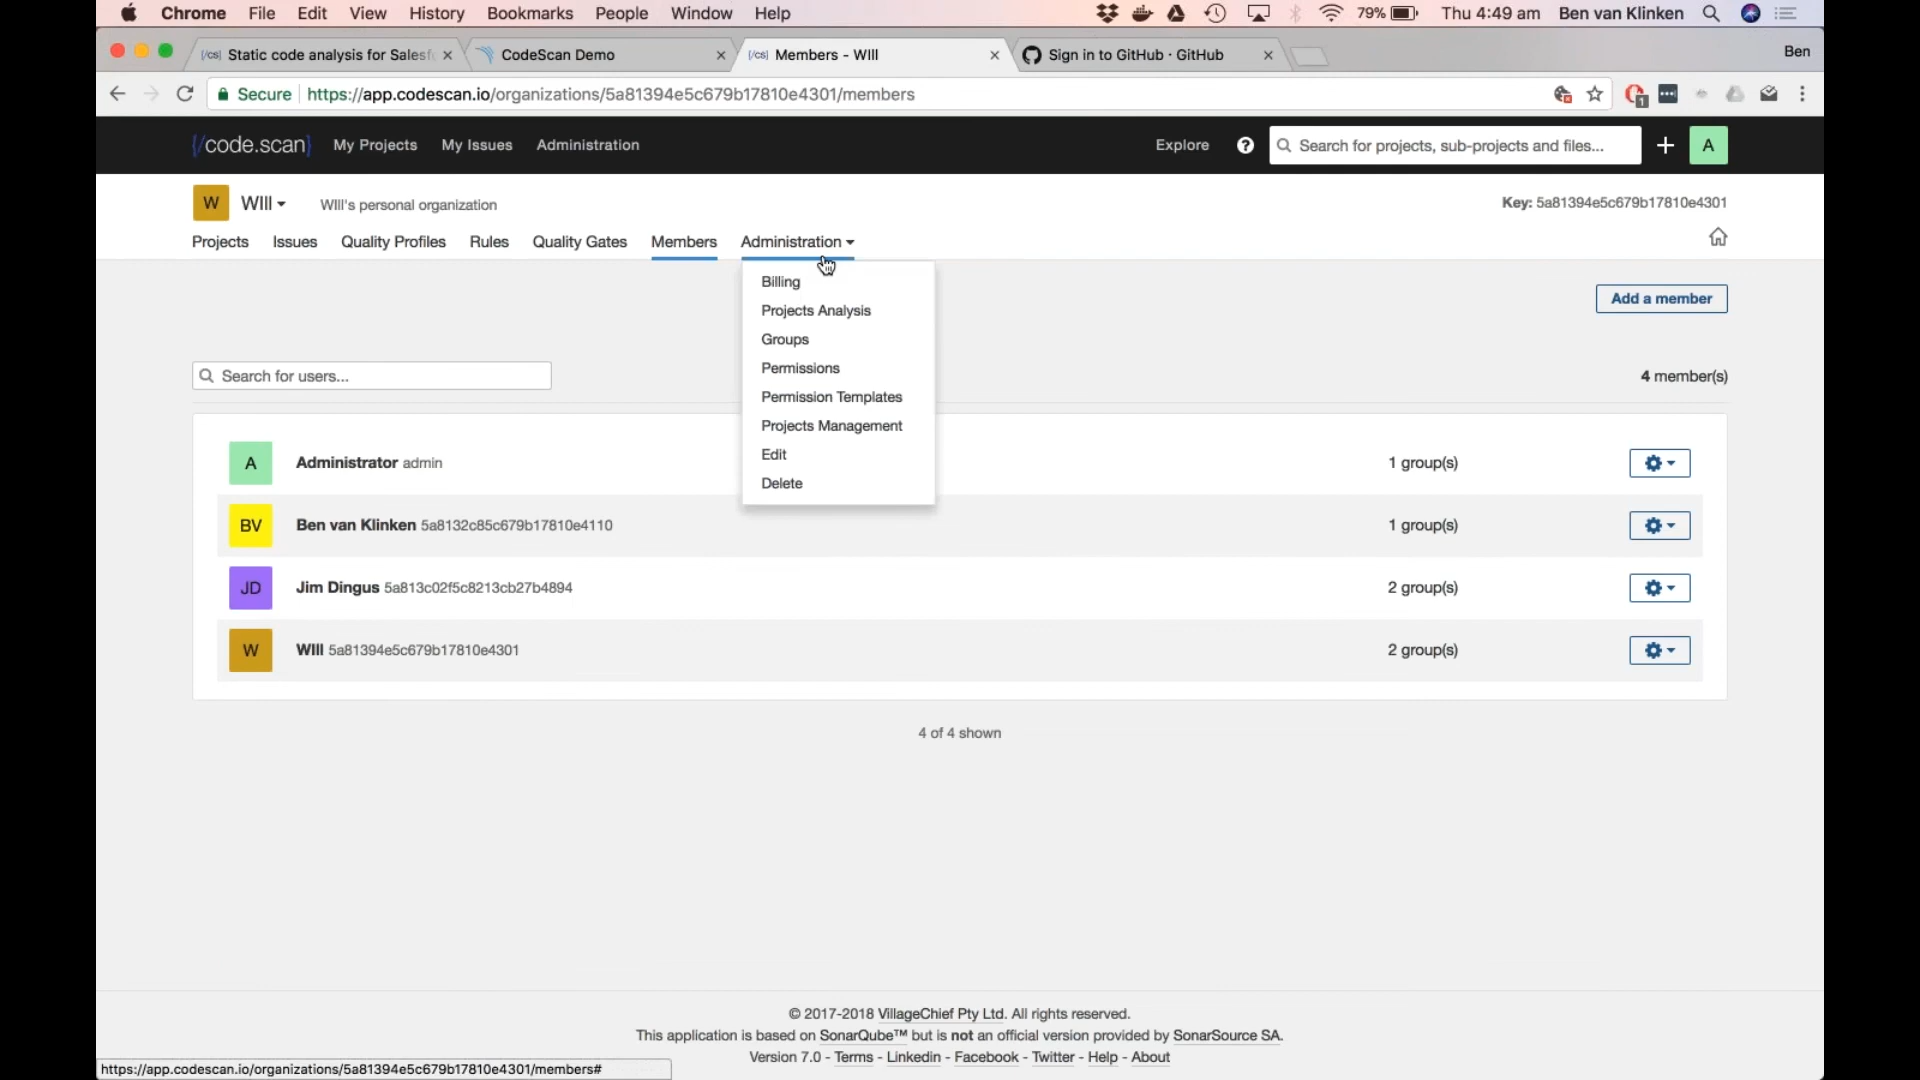 Chrome File Edit View History Bookmarks People Window Help 79% Thu 4:49 am Ben van Klinken
[/cs] Static code analysis for Salesf CodeScan Demo [/cs] Members - WIll Sign in to GitHub · GitHub Ben
Secure https://app.codescan.io/organizations/5a81394e5c679b17810e4301/members 1
[/code.scan] My Projects My Issues Administration Explore ? Search for projects, sub-projects and files... + A
W WIll WIll's personal organization Key: 5a81394e5c679b17810e4301
Projects Issues Quality Profiles Rules Quality Gates Members Administration
Billing
Projects Analysis
Groups
Permissions
Permission Templates
Projects Management
Edit
Delete
Add a member
Search for users... 4 member(s)
A Administrator admin 1 group(s)
BV Ben van Klinken 5a8132c85c679b17810e4110 1 group(s)
JD Jim Dingus 5a813c02f5c8213cb27b4894 2 group(s)
W WIll 5a81394e5c679b17810e4301 2 group(s)
4 of 4 shown
© 2017-2018 VillageChief Pty Ltd. All rights reserved.
This application is based on SonarQube™ but is not an official version provided by SonarSource SA.
Version 7.0 - Terms - Linkedin - Facebook - Twitter - Help - About
https://app.codescan.io/organizations/5a81394e5c679b17810e4301/members#